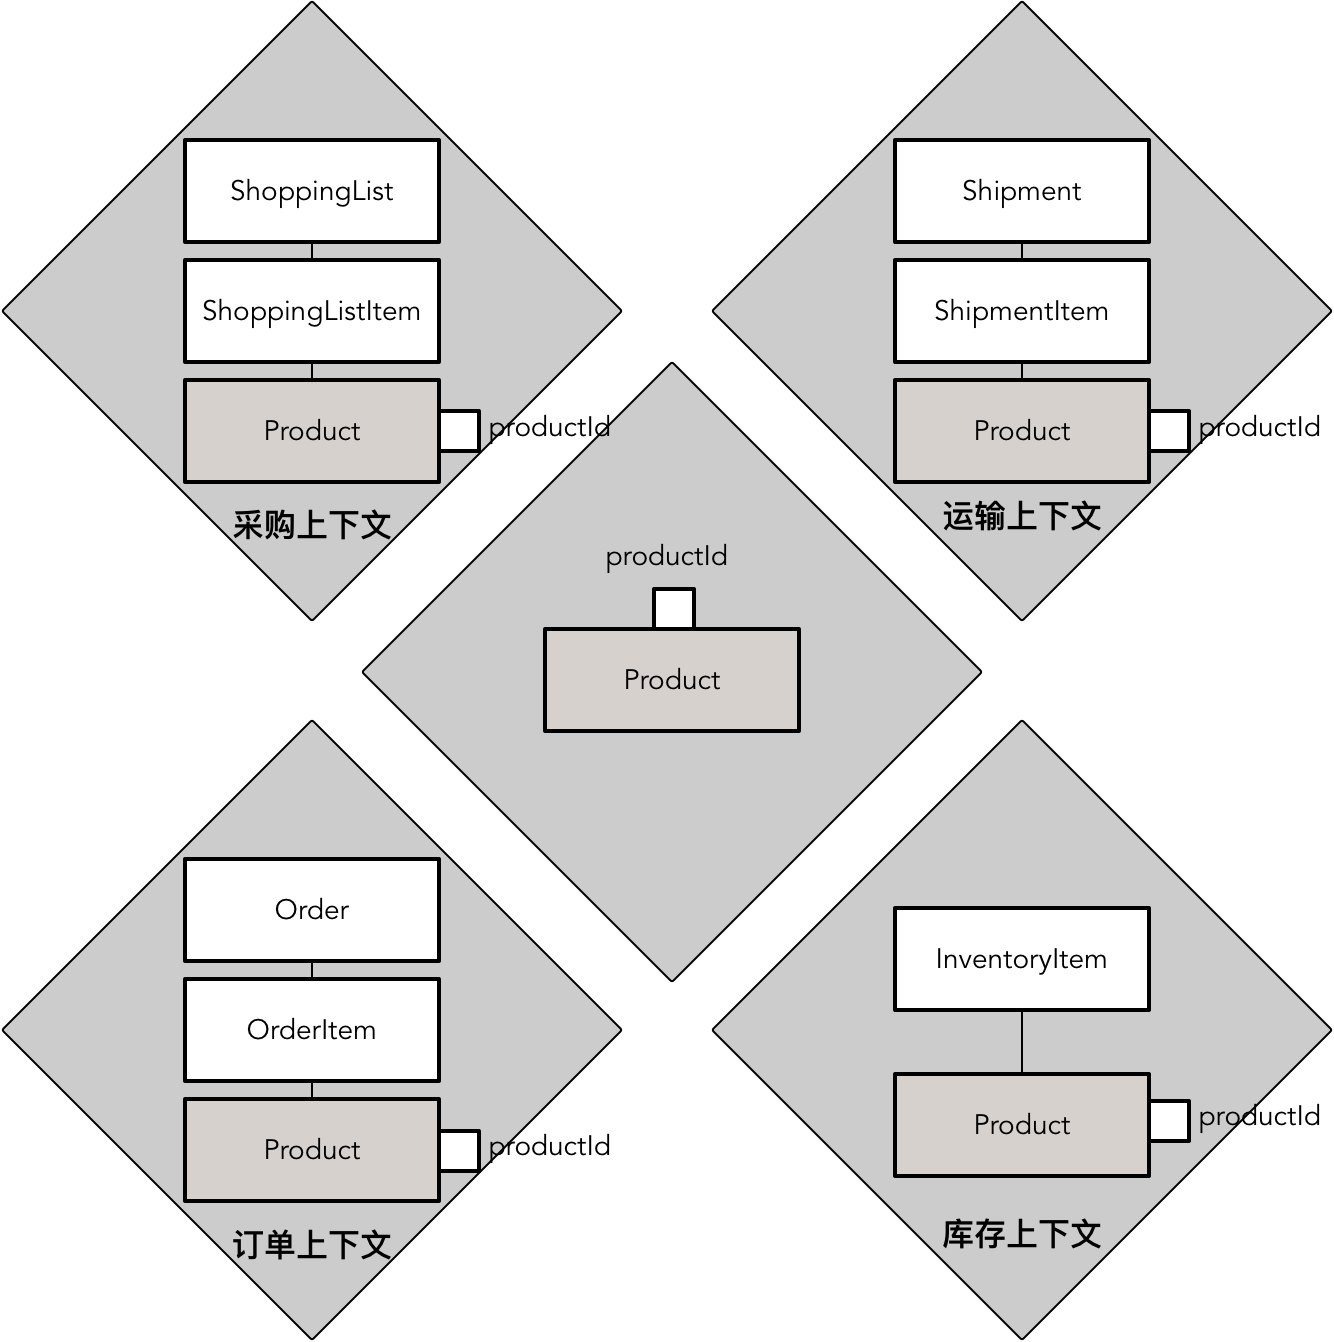 ShoppingList
ShoppingListItem
Product
productId
采购上下文
Shipment
ShipmentItem
Product
productId
运输上下文
productId
Product
Order
OrderItem
Product
productId
订单上下文
InventoryItem
Product
productId
库存上下文